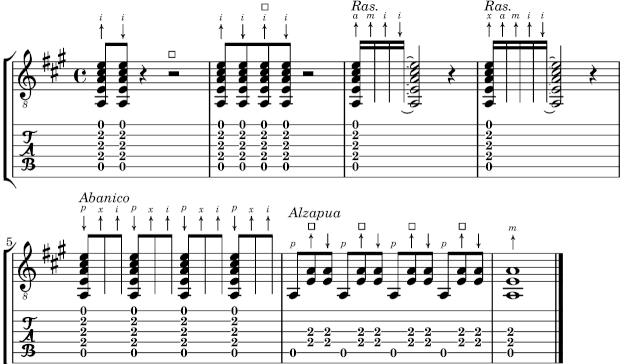 Ras. Ras.
i i i i i i a m i i x a m i i
8
0 0 0 0 0 0 0 0
2 2 2 2 2 2 2 2
T 2 2 2 2 2 2 2 2
A 2 2 2 2 2 2 2 2
B 0 0 0 0 0 0 0 0
Abanico
p x i p x i p x i p x i
Alzapua
p p p p m
5
8
0 0 0 0
2 2 2 2
T 2 2 2 2 2 2 2 2 2 2 2 2 2
A 2 2 2 2 2 2 2 2 2 2 2 2 2
B 0 0 0 0 0 0 0 0 0